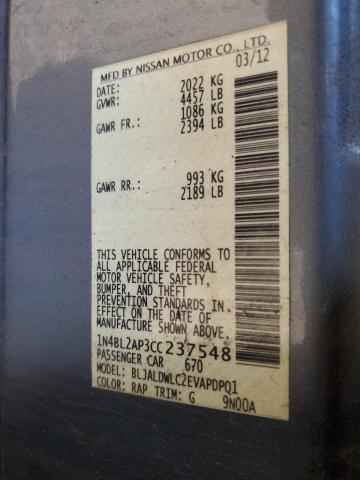 MFD BY NISSAN MOTOR CO., LTD.
DATE: 03/12
GVWR: 2022 KG
4457 LB
GAWR FR.: 1086 KG
2394 LB
GAWR RR.: 993 KG
2189 LB
THIS VEHICLE CONFORMS TO
ALL APPLICABLE FEDERAL
MOTOR VEHICLE SAFETY,
BUMPER, AND THEFT
PREVENTION STANDARDS IN
EFFECT ON THE DATE OF
MANUFACTURE SHOWN ABOVE.
1N4BL2AP3CC237548
PASSENGER CAR 670
MODEL: BLJALDWLC2EVAPDPQ1
COLOR: RAP TRIM: G 9N00A